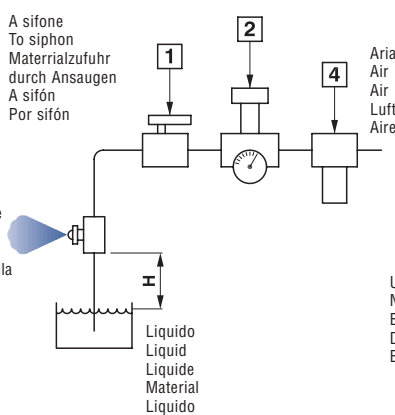 A sifone
To siphon
Materrialzufuhr
durch Ansaugen
A sifón
Por sifón
1
2
4
Aria
Air
Air
Luft
Aire
H
Liquido
Liquid
Liquide
Material
Liquido